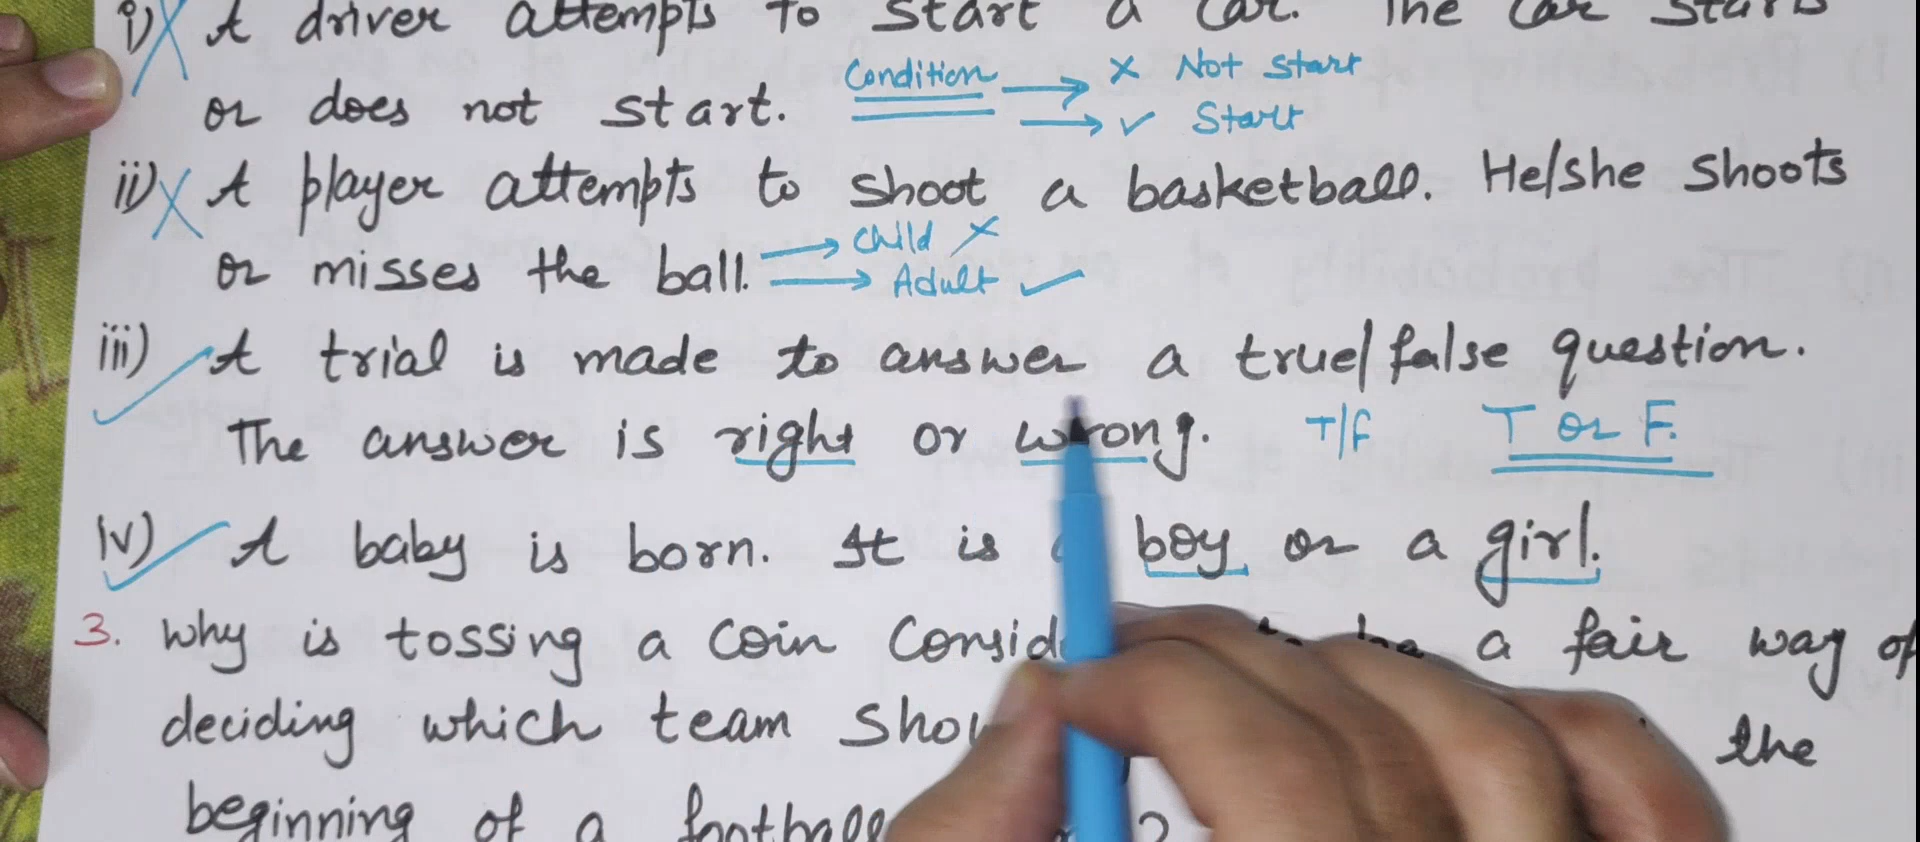 i) A driver attempts to start a car. The car starts
or does not start. Condition → x Not start
→ ✓ Start
ii) A player attempts to shoot a basketball. He/she shoots
or misses the ball. → child x
→ Adult ✓
iii) A trial is made to answer a true/false question.
The answer is right or wrong. T/F T or F.
iv) A baby is born. It is boy or a girl.
3. Why is tossing a coin a fair way of
deciding which team the
beginning of a ?